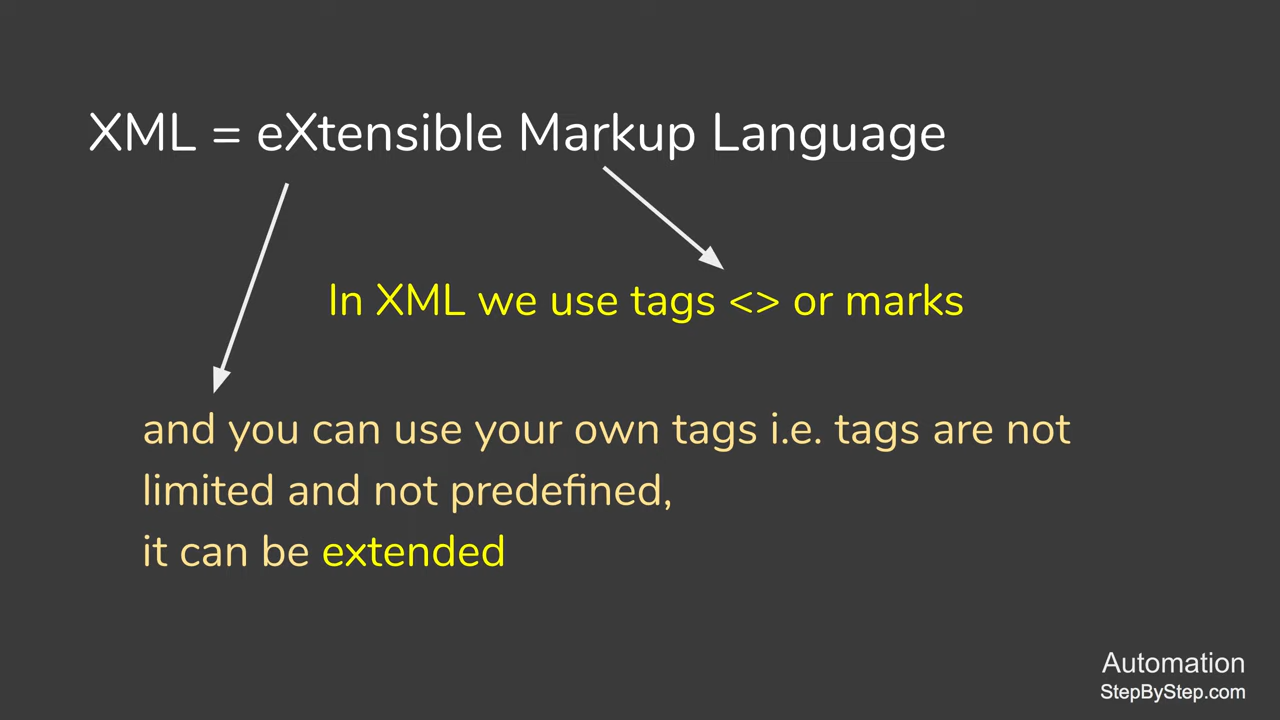 XML = eXtensible Markup Language
In XML we use tags <> or marks
and you can use your own tags i.e. tags are not
limited and not predefined,
it can be extended
Automation
StepByStep.com